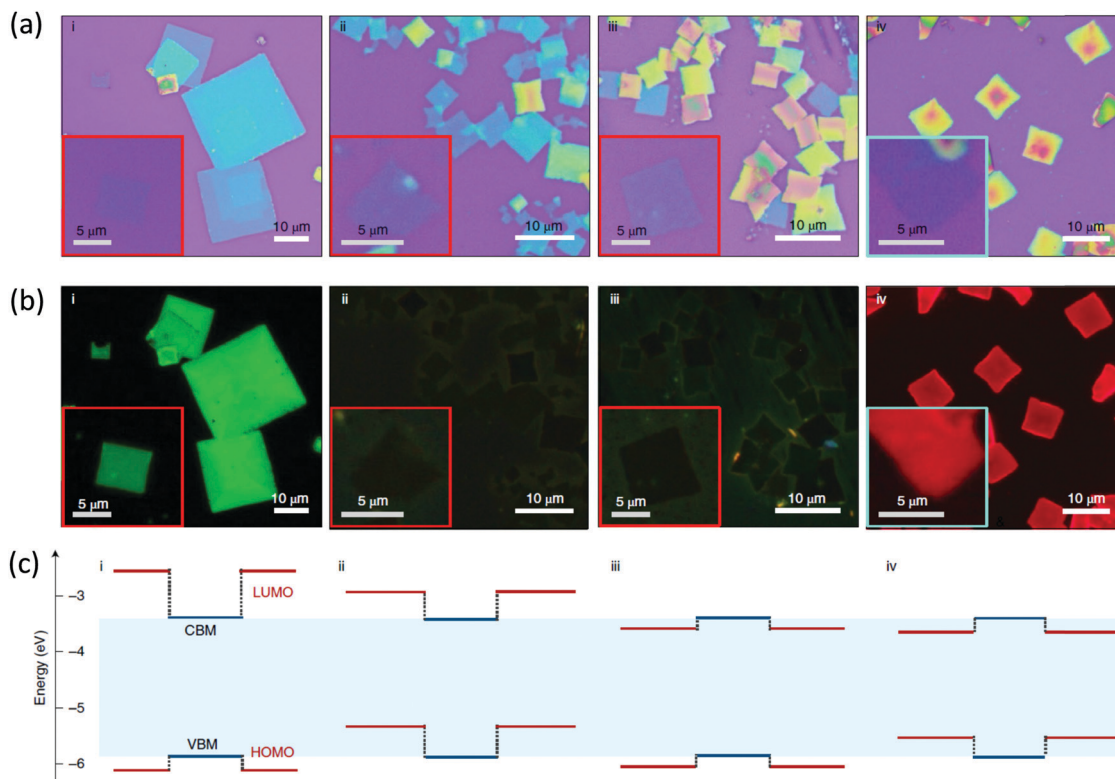 (a)
i
ii
iii
iv
5 μm
10 μm
5 μm
10 μm
5 μm
10 μm
5 μm
10 μm
(b)
i
ii
iii
iv
5 μm
10 μm
5 μm
10 μm
5 μm
10 μm
5 μm
10 μm
(c)
i
ii
iii
iv
Energy (eV)
−3
−4
−5
−6
LUMO
CBM
VBM
HOMO